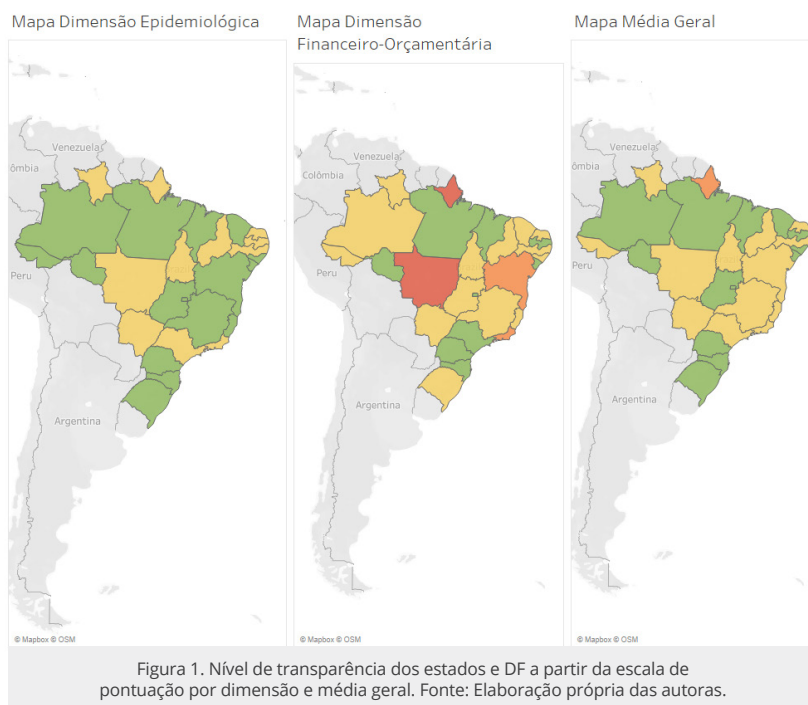 Mapa Dimensão Epidemiológica
Mapa Dimensão
Financeiro-Orçamentária
Mapa Média Geral
Venezuela
ômbia
Peru
Argentina
© Mapbox © OSM
Venezuela
Colômbia
Peru
Argentina
© Mapbox © OSM
Venezuela
ômbia
Peru
Argentina
© Mapbox © OSM
Figura 1. Nível de transparência dos estados e DF a partir da escala de
pontuação por dimensão e média geral. Fonte: Elaboração própria das autoras.